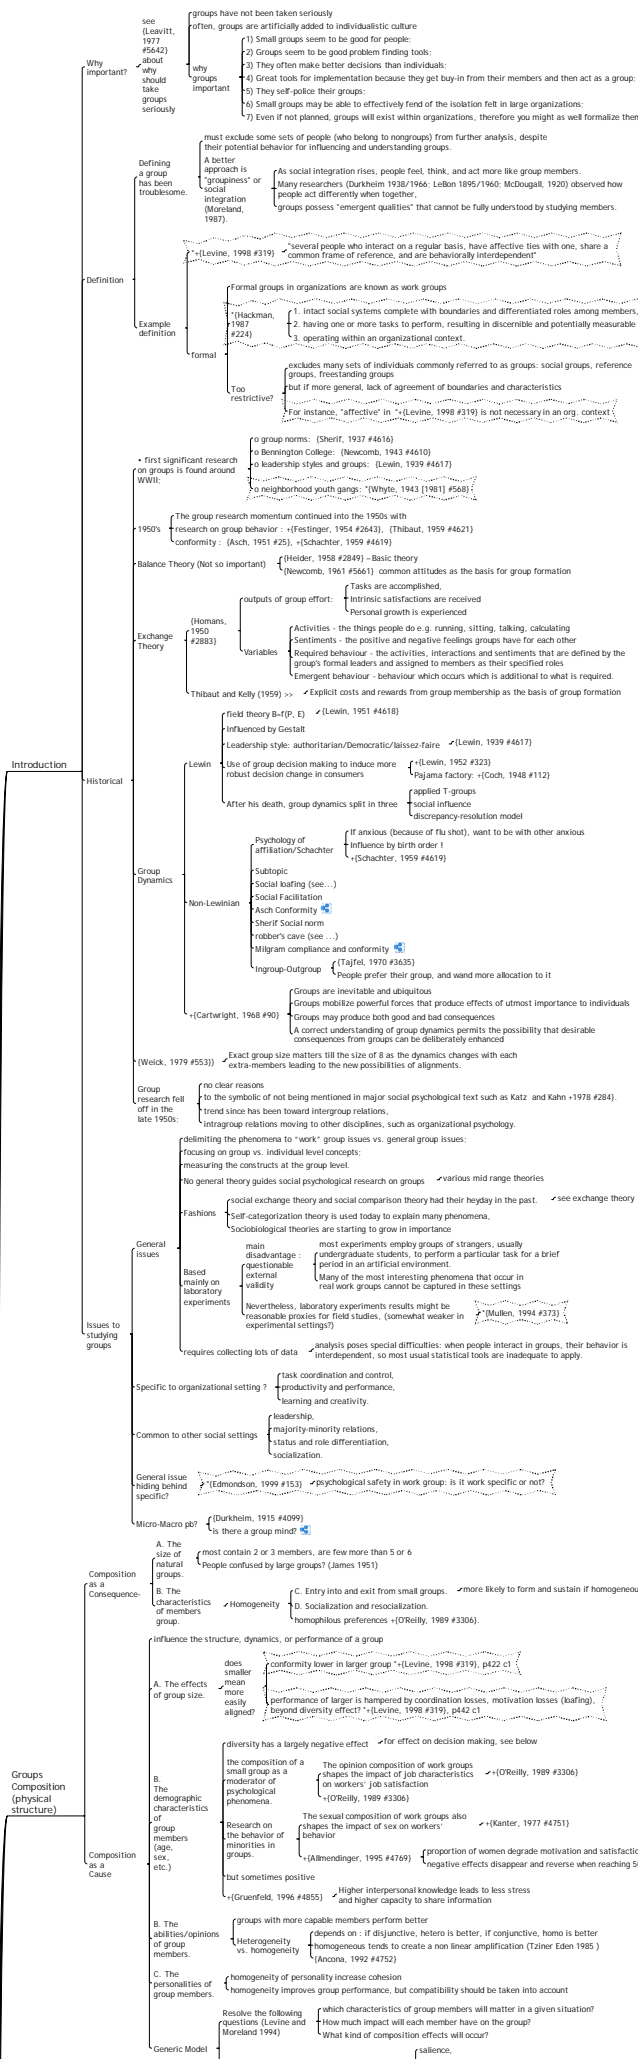 Introduction
Why
important?
see
{Leavitt,
1977
#5642}
about
why
should
take
groups
seriously
groups have not been taken seriously
often, groups are artificially added to individualistic culture
why
groups
important
1) Small groups seem to be good for people;
2) Groups seem to be good problem finding tools;
3) They often make better decisions than individuals;
4) Great tools for implementation because they get buy-in from their members and then act as a group;
5) They self-police their groups;
6) Small groups may be able to effectively fend of the isolation felt in large organizations;
7) Even if not planned, groups will exist within organizations, therefore you might as well formalize them
Definition
Defining
a group
has been
troublesome.
must exclude some sets of people (who belong to nongroups) from further analysis, despite
their potential behavior for influencing and understanding groups.
A better
approach is
"groupiness" or
social
integration
(Moreland,
1987).
As social integration rises, people feel, think, and act more like group members.
Many researchers (Durkheim 1938/1966; LeBon 1895/1960; McDougall, 1920) observed how
people act differently when together,
groups possess "emergent qualities" that cannot be fully understood by studying members.
Example
definition
"+{Levine, 1998 #319}
"several people who interact on a regular basis, have affective ties with one, share a
common frame of reference, and are behaviorally interdependent"
formal
Formal groups in organizations are known as work groups
"{Hackman,
1987
#224}
1. intact social systems complete with boundaries and differentiated roles among members,
2. having one or more tasks to perform, resulting in discernible and potentially measurable
3. operating within an organizational context.
Too
restrictive?
excludes many sets of individuals commonly referred to as groups: social groups, reference
groups, freestanding groups
but if more general, lack of agreement of boundaries and characteristics
For instance, "affective" in "+{Levine, 1998 #319} is not necessary in an org. context
Historical
• first significant research
on groups is found around
WWII:
o group norms: {Sherif, 1937 #4616}
o Bennington College: {Newcomb, 1943 #4610}
o leadership styles and groups: {Lewin, 1939 #4617}
o neighborhood youth gangs: "{Whyte, 1943 [1981] #568}
1950's
The group research momentum continued into the 1950s with
research on group behavior : +{Festinger, 1954 #2643}, {Thibaut, 1959 #4621}
conformity : {Asch, 1951 #25}, +{Schachter, 1959 #4619}
Balance Theory (Not so important)
{Heider, 1958 #2849} – Basic theory
{Newcomb, 1961 #5661} common attitudes as the basis for group formation
Exchange
Theory
{Homans,
1950
#2883}
outputs of group effort:
Tasks are accomplished,
Intrinsic satisfactions are received
Personal growth is experienced
Variables
Activities - the things people do e.g. running, sitting, talking, calculating
Sentiments - the positive and negative feelings groups have for each other
Required behaviour - the activities, interactions and sentiments that are defined by the
group's formal leaders and assigned to members as their specified roles
Emergent behaviour - behaviour which occurs which is additional to what is required.
Thibaut and Kelly (1959) >>
Explicit costs and rewards from group membership as the basis of group formation
Group
Dynamics
Lewin
field theory B=f(P, E)
{Lewin, 1951 #4618}
Influenced by Gestalt
Leadership style: authoritarian/Democratic/laissez-faire
{Lewin, 1939 #4617}
Use of group decision making to induce more
robust decision change in consumers
+{Lewin, 1952 #323}
Pajama factory: +{Coch, 1948 #112}
After his death, group dynamics split in three
applied T-groups
social influence
discrepancy-resolution model
Non-Lewinian
Psychology of
affiliation/Schachter
If anxious (because of flu shot), want to be with other anxious
Influence by birth order !
+{Schachter, 1959 #4619}
Subtopic
Social loafing (see...)
Social Facilitation
Asch Conformity
Sherif Social norm
robber's cave (see ...)
Milgram compliance and conformity
Ingroup-Outgroup
{Tajfel, 1970 #3635}
People prefer their group, and wand more allocation to it
+{Cartwright, 1968 #90}
Groups are inevitable and ubiquitous
Groups mobilize powerful forces that produce effects of utmost importance to individuals
Groups may produce both good and bad consequences
A correct understanding of group dynamics permits the possibility that desirable
consequences from groups can be deliberately enhanced
{Weick, 1979 #553})
Exact group size matters till the size of 8 as the dynamics changes with each
extra-members leading to the new possibilities of alignments.
Group
research fell
off in the
late 1950s:
no clear reasons
to the symbolic of not being mentioned in major social psychological text such as Katz and Kahn +1978 #284}.
trend since has been toward intergroup relations,
intragroup relations moving to other disciplines, such as organizational psychology.
Issues to
studying
groups
General
issues
delimiting the phenomena to "work" group issues vs. general group issues;
focusing on group vs. individual level concepts;
measuring the constructs at the group level.
No general theory guides social psychological research on groups
various mid range theories
Fashions
social exchange theory and social comparison theory had their heyday in the past.
see exchange theory
Self-categorization theory is used today to explain many phenomena,
Sociobiological theories are starting to grow in importance
Based
mainly on
laboratory
experiments
main
disadvantage :
questionable
external
validity
most experiments employ groups of strangers, usually
undergraduate students, to perform a particular task for a brief
period in an artificial environment.
Many of the most interesting phenomena that occur in
real work groups cannot be captured in these settings
Nevertheless, laboratory experiments results might be
reasonable proxies for field studies, (somewhat weaker in
experimental settings?)
"{Mullen, 1994 #373}
requires collecting lots of data
analysis poses special difficulties: when people interact in groups, their behavior is
interdependent, so most usual statistical tools are inadequate to apply.
Specific to organizational setting ?
task coordination and control,
productivity and performance,
learning and creativity.
Common to other social settings
leadership,
majority-minority relations,
status and role differentiation,
socialization.
General issue
hiding behind
specific?
"{Edmondson, 1999 #153}
psychological safety in work group: is it work specific or not?
Micro-Macro pb?
{Durkheim, 1915 #4099}
is there a group mind?
Groups
Composition
(physical
structure)
Composition
as a
Consequence-
A. The
size of
natural
groups.
most contain 2 or 3 members, are few more than 5 or 6
People confused by large groups? (James 1951)
B. The
characteristics
of members
group.
Homogeneity
C. Entry into and exit from small groups.
more likely to form and sustain if homogeneou
D. Socialization and resocialization.
homophilous preferences +{O'Reilly, 1989 #3306}.
Composition
as a
Cause
influence the structure, dynamics, or performance of a group
A. The effects
of group size.
does
smaller
mean
more
easily
aligned?
conformity lower in larger group "+{Levine, 1998 #319}, p422 c1
performance of larger is hampered by coordination losses, motivation losses (loafing),
beyond diversity effect? "+{Levine, 1998 #319}, p442 c1
B.
The
demographic
characteristics
of
group
members
(age,
sex,
etc.)
diversity has a largely negative effect
for effect on decision making, see below
the composition of a
small group as a
moderator of
psychological
phenomena.
The opinion composition of work groups
shapes the impact of job characteristics
on workers' job satisfaction
+{O'Reilly, 1989 #3306}
+{O'Reilly, 1989 #3306}
Research on
the behavior of
minorities in
groups.
The sexual composition of work groups also
shapes the impact of sex on workers'
behavior
+{Kanter, 1977 #4751}
+{Allmendinger, 1995 #4769}
proportion of women degrade motivation and satisfactio
negative effects disappear and reverse when reaching 5
but sometimes positive
+{Gruenfeld, 1996 #4855}
Higher interpersonal knowledge leads to less stress
and higher capacity to share information
B. The
abilities/opinions
of group
members.
groups with more capable members perform better
Heterogeneity
vs. homogeneity
depends on : if disjunctive, hetero is better, if conjunctive, homo is better
homogeneous tends to create a non linear amplification (Tziner Eden 1985 )
{Ancona, 1992 #4752}
C. The
personalities of
group members.
homogeneity of personality increase cohesion
homogeneity improves group performance, but compatibility should be taken into account
Generic Model
Resolve the following
questions (Levine and
Moreland 1994)
which characteristics of group members will matter in a given situation?
How much impact will each member have on the group?
What kind of composition effects will occur?
salience,